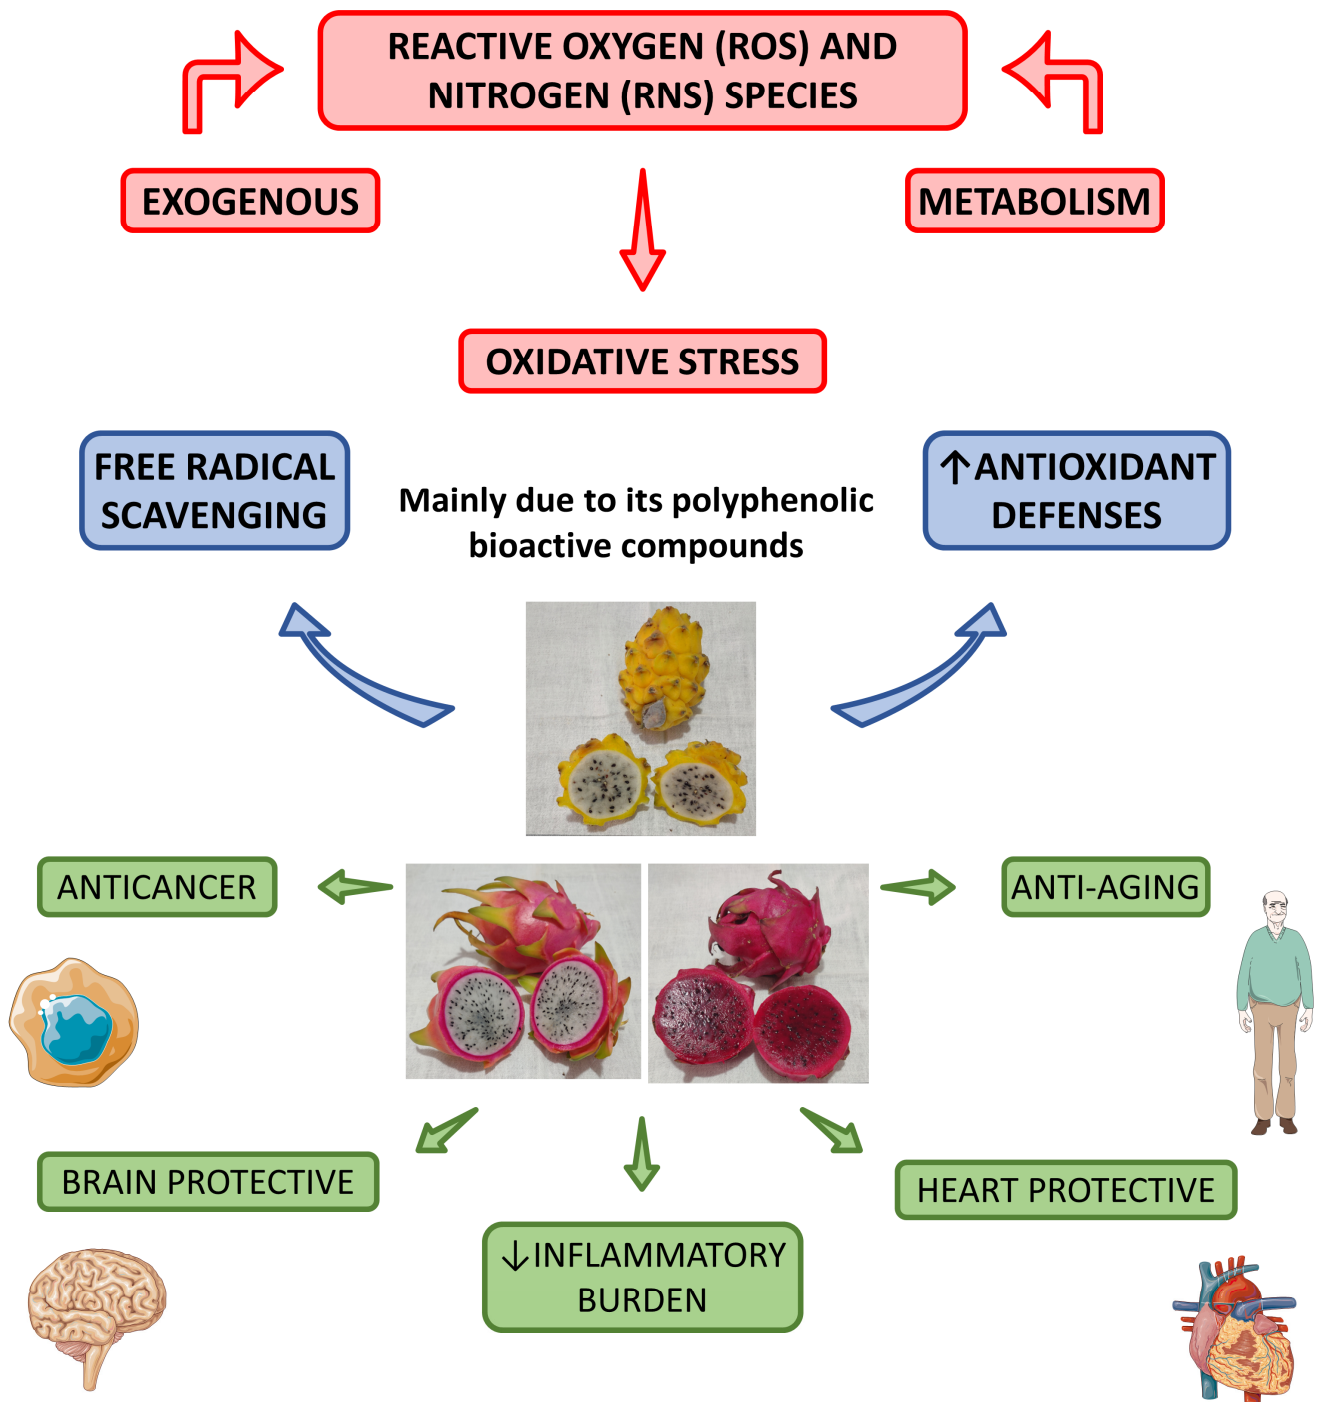 REACTIVE OXYGEN (ROS) AND
NITROGEN (RNS) SPECIES
EXOGENOUS
METABOLISM
OXIDATIVE STRESS
FREE RADICAL
SCAVENGING
Mainly due to its polyphenolic
bioactive compounds
↑ANTIOXIDANT
DEFENSES
ANTICANCER
ANTI-AGING
BRAIN PROTECTIVE
HEART PROTECTIVE
↓INFLAMMATORY
BURDEN